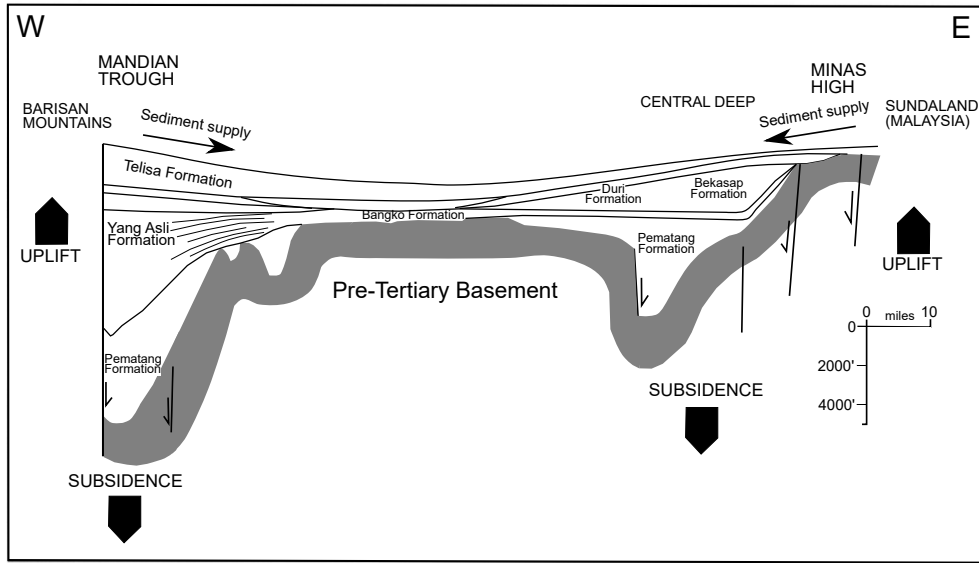 W
E
MANDIAN
TROUGH
MINAS
HIGH
BARISAN
MOUNTAINS
CENTRAL DEEP
SUNDALAND
(MALAYSIA)
Sediment supply
Sediment supply
Telisa Formation
Duri
Formation
Bekasap
Formation
Bangko Formation
Yang Asli
Formation
Pematang
Formation
UPLIFT
UPLIFT
Pre-Tertiary Basement
0 miles 10
0
2000'
4000'
Pematang
Formation
SUBSIDENCE
SUBSIDENCE